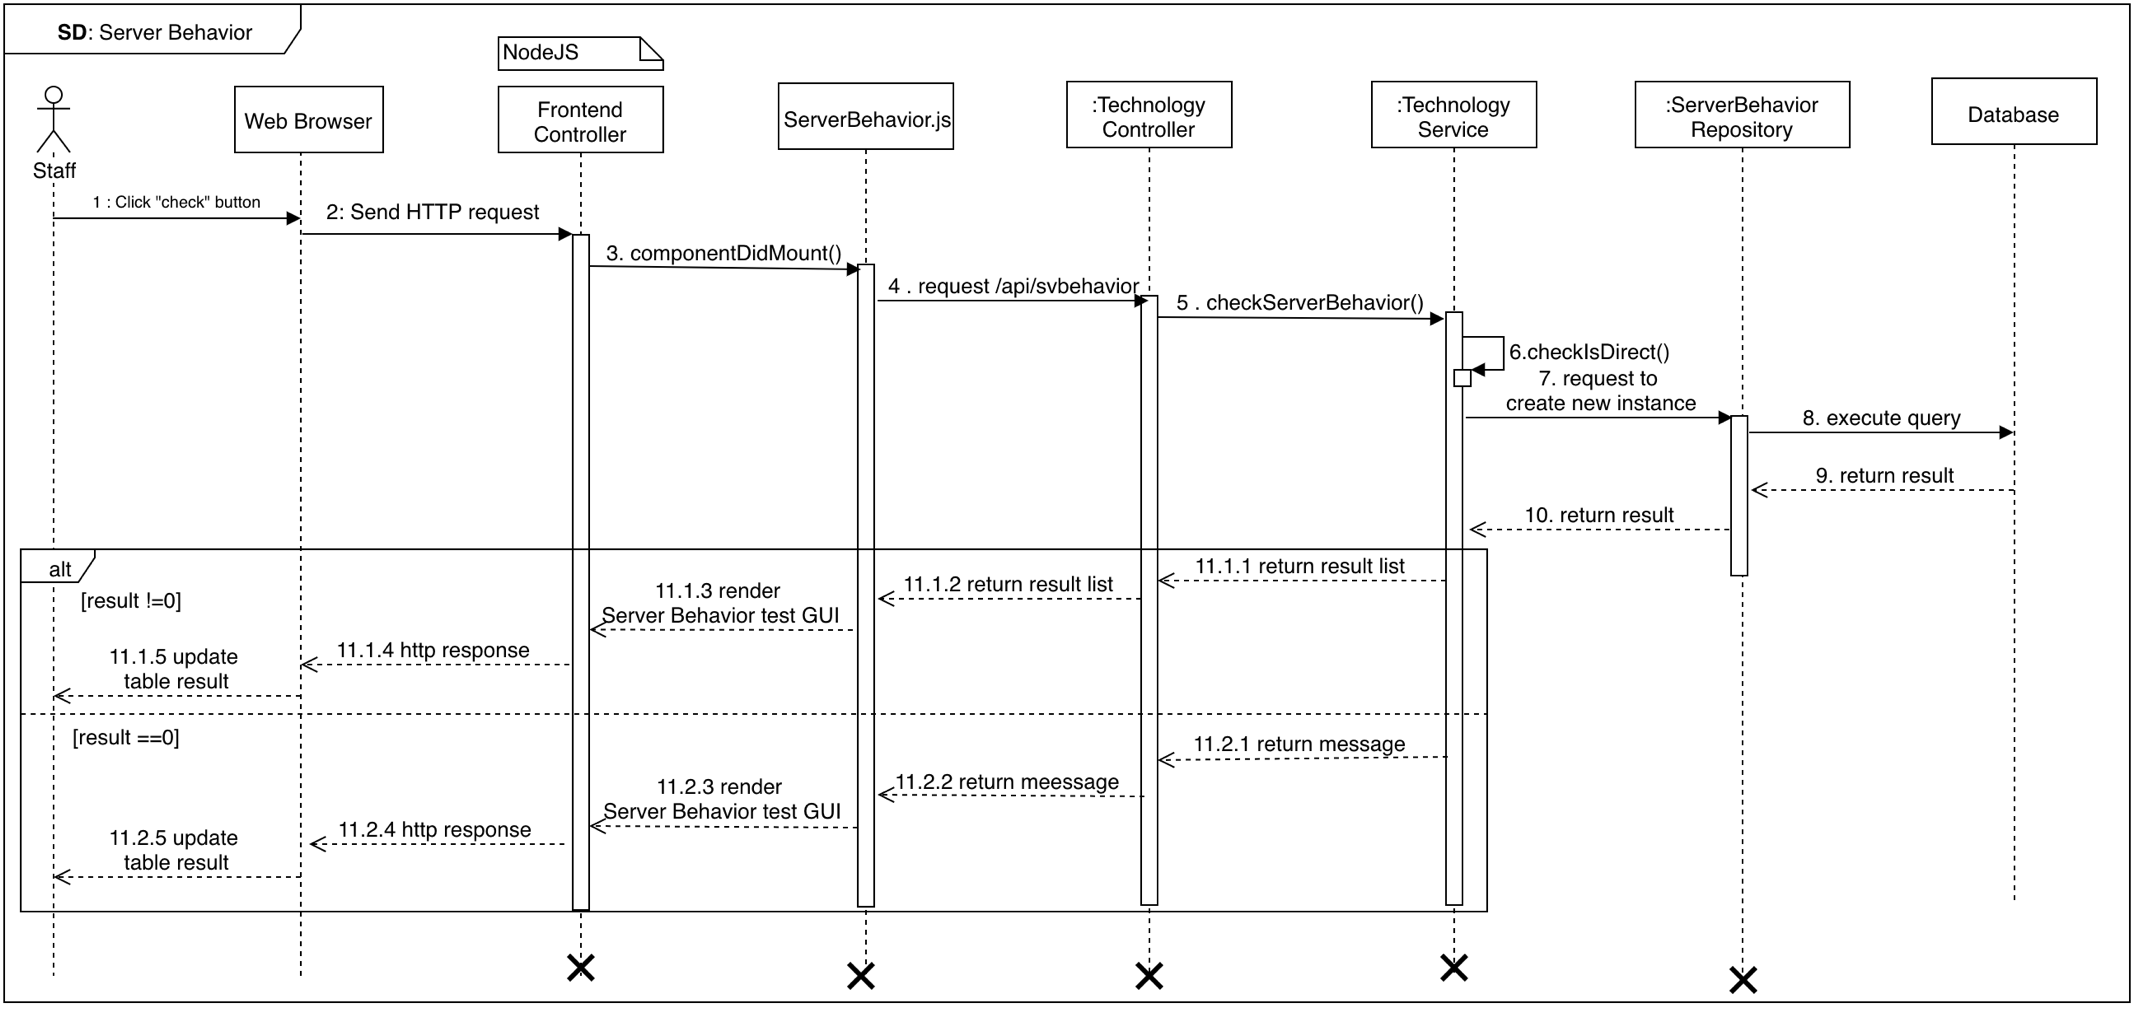 SD: Server Behavior
NodeJS
Staff
Web Browser
Frontend
Controller
ServerBehavior.js
:Technology
Controller
:Technology
Service
:ServerBehavior
Repository
Database
1 : Click "check" button
2: Send HTTP request
3. componentDidMount()
4 . request /api/svbehavior
5 . checkServerBehavior()
6.checkIsDirect()
7. request to
create new instance
8. execute query
9. return result
10. return result
alt
[result !=0]
11.1.1 return result list
11.1.2 return result list
11.1.3 render
Server Behavior test GUI
11.1.4 http response
11.1.5 update
table result
[result ==0]
11.2.1 return message
11.2.2 return meessage
11.2.3 render
Server Behavior test GUI
11.2.4 http response
11.2.5 update
table result